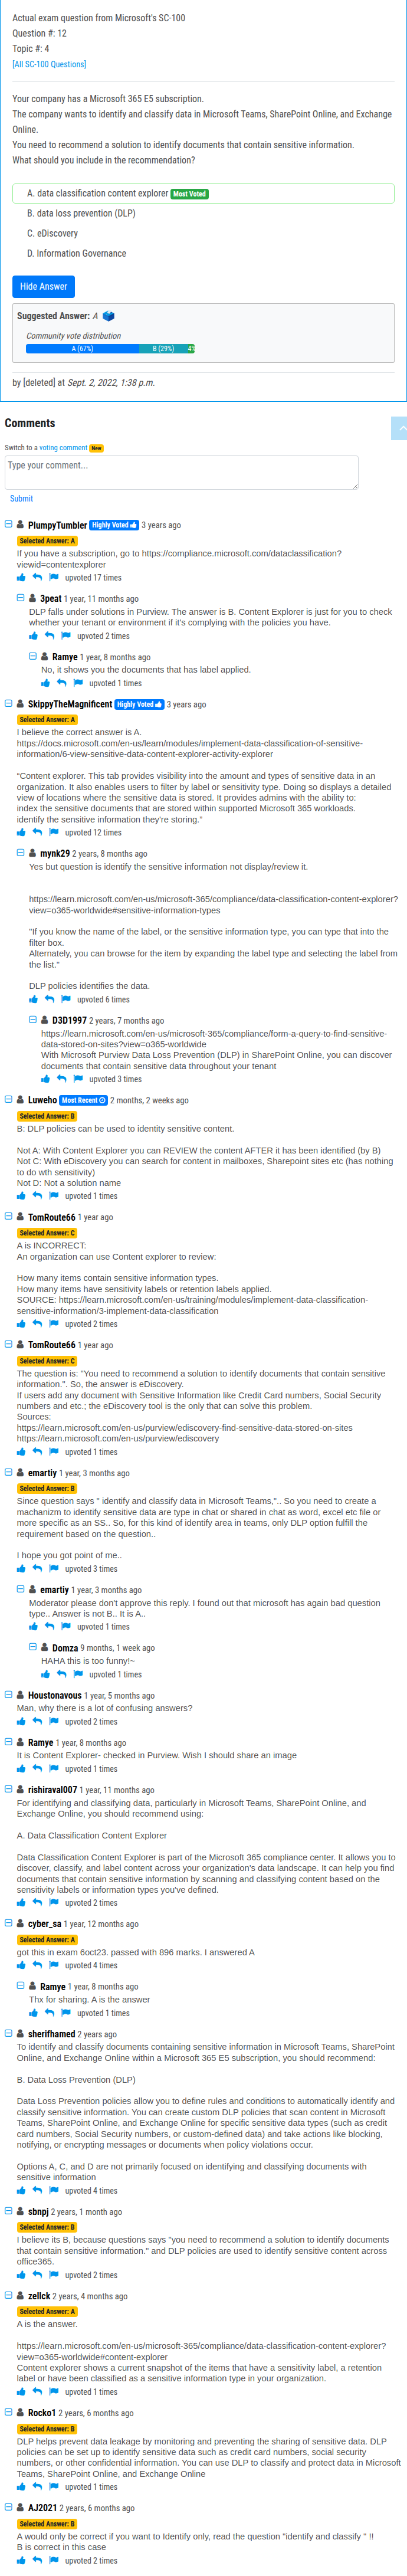 Actual exam question from Microsoft's SC-100
Question #: 12
Topic #: 4
[All SC-100 Questions]
Your company has a Microsoft 365 E5 subscription.
The company wants to identify and classify data in Microsoft Teams, SharePoint Online, and Exchange
Online.
You need to recommend a solution to identify documents that contain sensitive information.
What should you include in the recommendation?
A. data classification content explorer Most Voted
B. data loss prevention (DLP)
C. eDiscovery
D. Information Governance
Hide Answer
Suggested Answer: A
Community vote distribution
A (67%) B (29%) 4%
by [deleted] at Sept. 2, 2022, 1:38 p.m.
Comments
Switch to a voting comment New
Type your comment...
Submit
PlumpyTumbler Highly Voted 3 years ago
Selected Answer: A
If you have a subscription, go to https://compliance.microsoft.com/dataclassification?
viewid=contentexplorer
upvoted 17 times
3peat 1 year, 11 months ago
DLP falls under solutions in Purview. The answer is B. Content Explorer is just for you to check
whether your tenant or environment if it's complying with the policies you have.
upvoted 2 times
Ramye 1 year, 8 months ago
No, it shows you the documents that has label applied.
upvoted 1 times
SkippyTheMagnificent Highly Voted 3 years ago
Selected Answer: A
I believe the correct answer is A.
https://docs.microsoft.com/en-us/learn/modules/implement-data-classification-of-sensitive-
information/6-view-sensitive-data-content-explorer-activity-explorer
"Content explorer. This tab provides visibility into the amount and types of sensitive data in an
organization. It also enables users to filter by label or sensitivity type. Doing so displays a detailed
view of locations where the sensitive data is stored. It provides admins with the ability to:
index the sensitive documents that are stored within supported Microsoft 365 workloads.
identify the sensitive information they're storing."
upvoted 12 times
mynk29 2 years, 8 months ago
Yes but question is identify the sensitive information not display/review it.
https://learn.microsoft.com/en-us/microsoft-365/compliance/data-classification-content-explorer?
view=o365-worldwide#sensitive-information-types
"If you know the name of the label, or the sensitive information type, you can type that into the
filter box.
Alternately, you can browse for the item by expanding the label type and selecting the label from
the list."
DLP policies identifies the data.
upvoted 6 times
D3D1997 2 years, 7 months ago
https://learn.microsoft.com/en-us/microsoft-365/compliance/form-a-query-to-find-sensitive-
data-stored-on-sites?view=o365-worldwide
With Microsoft Purview Data Loss Prevention (DLP) in SharePoint Online, you can discover
documents that contain sensitive data throughout your tenant
upvoted 3 times
Luweho Most Recent 2 months, 2 weeks ago
Selected Answer: B
B: DLP policies can be used to identity sensitive content.
Not A: With Content Explorer you can REVIEW the content AFTER it has been identified (by B)
Not C: With eDiscovery you can search for content in mailboxes, Sharepoint sites etc (has nothing
to do wth sensitivity)
Not D: Not a solution name
upvoted 1 times
TomRoute66 1 year ago
Selected Answer: C
A is INCORRECT:
An organization can use Content explorer to review:
How many items contain sensitive information types.
How many items have sensitivity labels or retention labels applied.
SOURCE: https://learn.microsoft.com/en-us/training/modules/implement-data-classification-
sensitive-information/3-implement-data-classification
upvoted 2 times
TomRoute66 1 year ago
Selected Answer: C
The question is: "You need to recommend a solution to identify documents that contain sensitive
information.". So, the answer is eDiscovery.
If users add any document with Sensitive Information like Credit Card numbers, Social Security
numbers and etc.; the eDiscovery tool is the only that can solve this problem.
Sources:
https://learn.microsoft.com/en-us/purview/ediscovery-find-sensitive-data-stored-on-sites
https://learn.microsoft.com/en-us/purview/ediscovery
upvoted 1 times
emartiy 1 year, 3 months ago
Selected Answer: B
Since question says " identify and classify data in Microsoft Teams,".. So you need to create a
machanizm to identify sensitive data are type in chat or shared in chat as word, excel etc file or
more specific as an SS.. So, for this kind of identify area in teams, only DLP option fulfill the
requirement based on the question..
I hope you got point of me..
upvoted 3 times
emartiy 1 year, 3 months ago
Moderator please don't approve this reply. I found out that microsoft has again bad question
type.. Answer is not B.. It is A..
upvoted 1 times
Domza 9 months, 1 week ago
HAHA this is too funny!~
upvoted 1 times
Houstonavous 1 year, 5 months ago
Man, why there is a lot of confusing answers?
upvoted 2 times
Ramye 1 year, 8 months ago
It is Content Explorer- checked in Purview. Wish I should share an image
upvoted 1 times
rishiraval007 1 year, 11 months ago
For identifying and classifying data, particularly in Microsoft Teams, SharePoint Online, and
Exchange Online, you should recommend using:
A. Data Classification Content Explorer
Data Classification Content Explorer is part of the Microsoft 365 compliance center. It allows you to
discover, classify, and label content across your organization's data landscape. It can help you find
documents that contain sensitive information by scanning and classifying content based on the
sensitivity labels or information types you've defined.
upvoted 2 times
cyber_sa 1 year, 12 months ago
Selected Answer: A
got this in exam 6oct23. passed with 896 marks. I answered A
upvoted 4 times
Ramye 1 year, 8 months ago
Thx for sharing. A is the answer
upvoted 1 times
sherifhamed 2 years ago
To identify and classify documents containing sensitive information in Microsoft Teams, SharePoint
Online, and Exchange Online within a Microsoft 365 E5 subscription, you should recommend:
B. Data Loss Prevention (DLP)
Data Loss Prevention policies allow you to define rules and conditions to automatically identify and
classify sensitive information. You can create custom DLP policies that scan content in Microsoft
Teams, SharePoint Online, and Exchange Online for specific sensitive data types (such as credit
card numbers, Social Security numbers, or custom-defined data) and take actions like blocking,
notifying, or encrypting messages or documents when policy violations occur.
Options A, C, and D are not primarily focused on identifying and classifying documents with
sensitive information
upvoted 4 times
sbnpj 2 years, 1 month ago
Selected Answer: B
I believe its B, because questions says "you need to recommend a solution to identify documents
that contain sensitive information." and DLP policies are used to identify sensitive content across
office365.
upvoted 2 times
zellck 2 years, 4 months ago
Selected Answer: A
A is the answer.
https://learn.microsoft.com/en-us/microsoft-365/compliance/data-classification-content-explorer?
view=o365-worldwide#content-explorer
Content explorer shows a current snapshot of the items that have a sensitivity label, a retention
label or have been classified as a sensitive information type in your organization.
upvoted 1 times
Rocko1 2 years, 6 months ago
Selected Answer: B
DLP helps prevent data leakage by monitoring and preventing the sharing of sensitive data. DLP
policies can be set up to identify sensitive data such as credit card numbers, social security
numbers, or other confidential information. You can use DLP to classify and protect data in Microsoft
Teams, SharePoint Online, and Exchange Online
upvoted 1 times
AJ2021 2 years, 6 months ago
Selected Answer: B
A would only be correct if you want to Identify only, read the question "identify and classify " !!
B is correct in this case
upvoted 2 times